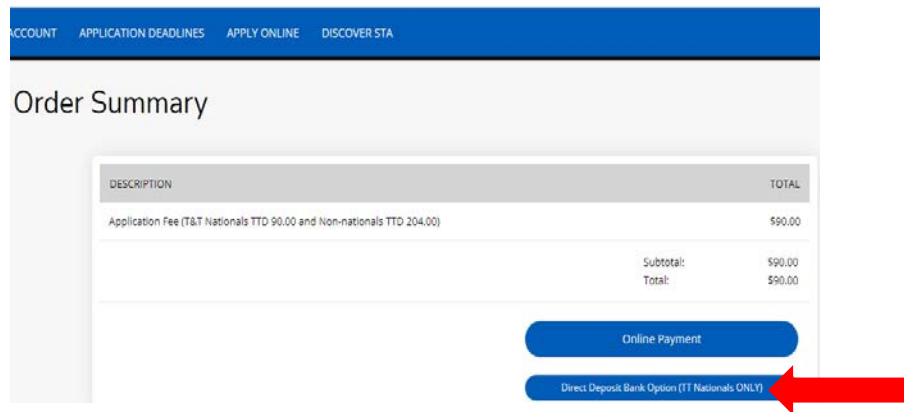 ACCOUNT APPLICATION DEADLINES APPLY ONLINE DISCOVER STA
Order Summary
DESCRIPTION TOTAL
Application Fee (T&T Nationals TTD 90.00 and Non-nationals TTD 204.00) $90.00
Subtotal: $90.00
Total: $90.00
Online Payment
Direct Deposit Bank Option (TT Nationals ONLY)